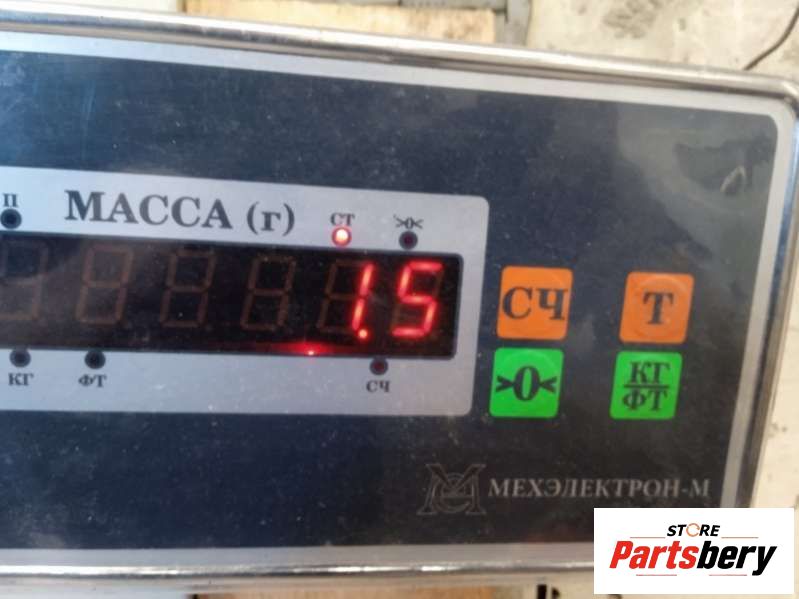 П
МАССА (г)
СТ
>0<
1.5
КГ
ФТ
СЧ
СЧ
Т
>0<
КГ
ФТ
МЕХЭЛЕКТРОН-М
STORE
Partsbery